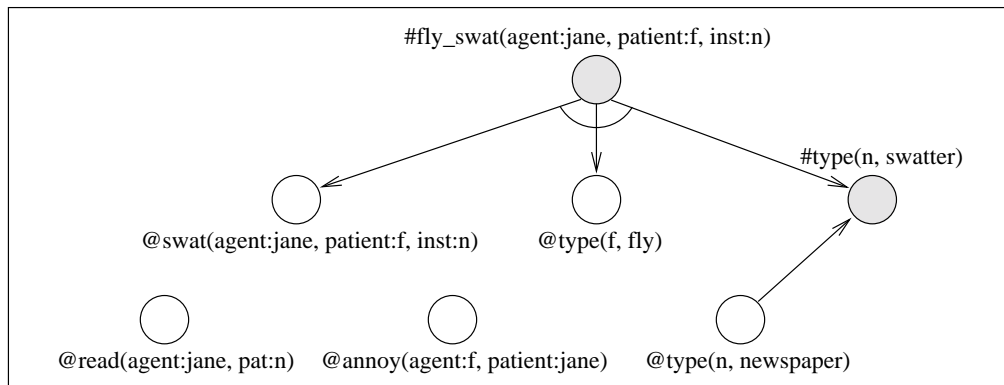 #fly_swat(agent:jane, patient:f, inst:n)
#type(n, swatter)
@swat(agent:jane, patient:f, inst:n)
@type(f, fly)
@read(agent:jane, pat:n)
@annoy(agent:f, patient:jane)
@type(n, newspaper)